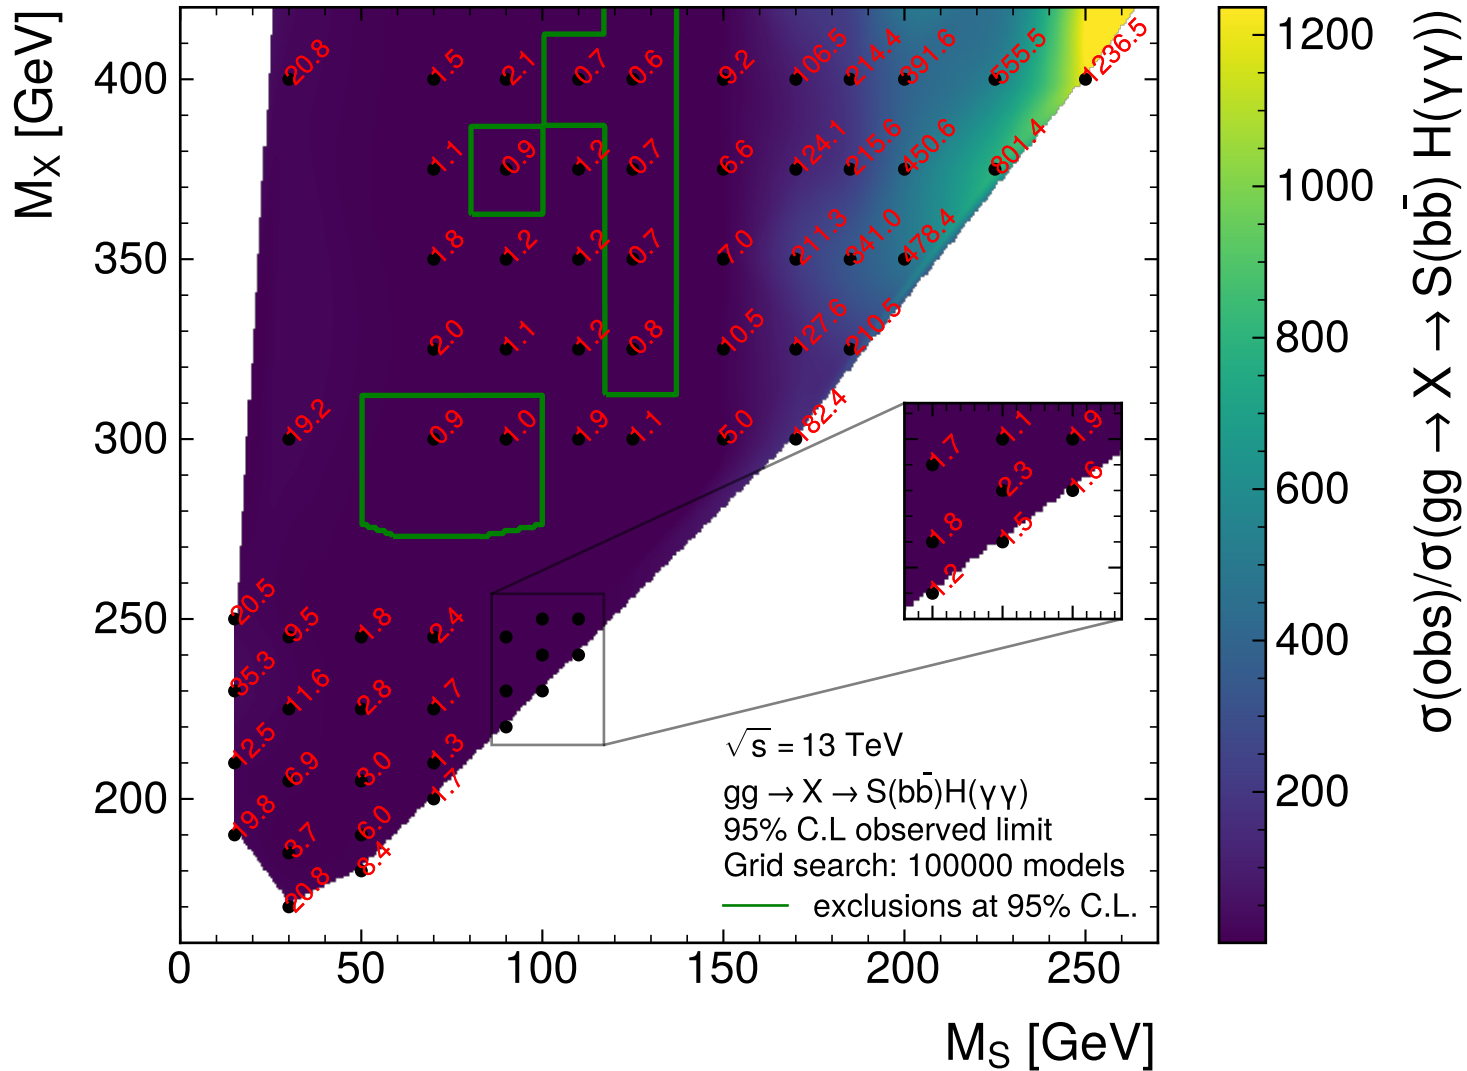 M_X [GeV]
400
350
300
250
200
20.8 1.5 2.1 0.7 0.6 9.2 106.5 214.4 391.6 555.5 1236.5
1.1 0.9 1.2 0.7 6.6 124.1 215.6 450.6 801.4
1.8 1.2 1.2 0.7 7.0 211.3 341.0 478.4
2.0 1.1 1.2 0.8 10.5 127.6 210.5
19.2 0.9 1.0 1.9 1.1 5.0 182.4
1.7 1.1 1.9
2.3 1.6
1.8 1.5
1.2
20.5 9.5 1.8 2.4
35.3 11.6 2.8 1.7
12.5 6.9 3.0 1.3
1.7
19.8 3.7 6.0
20.8 8.4
√s = 13 TeV
gg → X → S(bb̄)H(γγ)
95% C.L observed limit
Grid search: 100000 models
exclusions at 95% C.L.
0 50 100 150 200 250
M_S [GeV]
1200
1000
800
600
400
200
σ(obs)/σ(gg → X → S(bb̄) H(γγ))